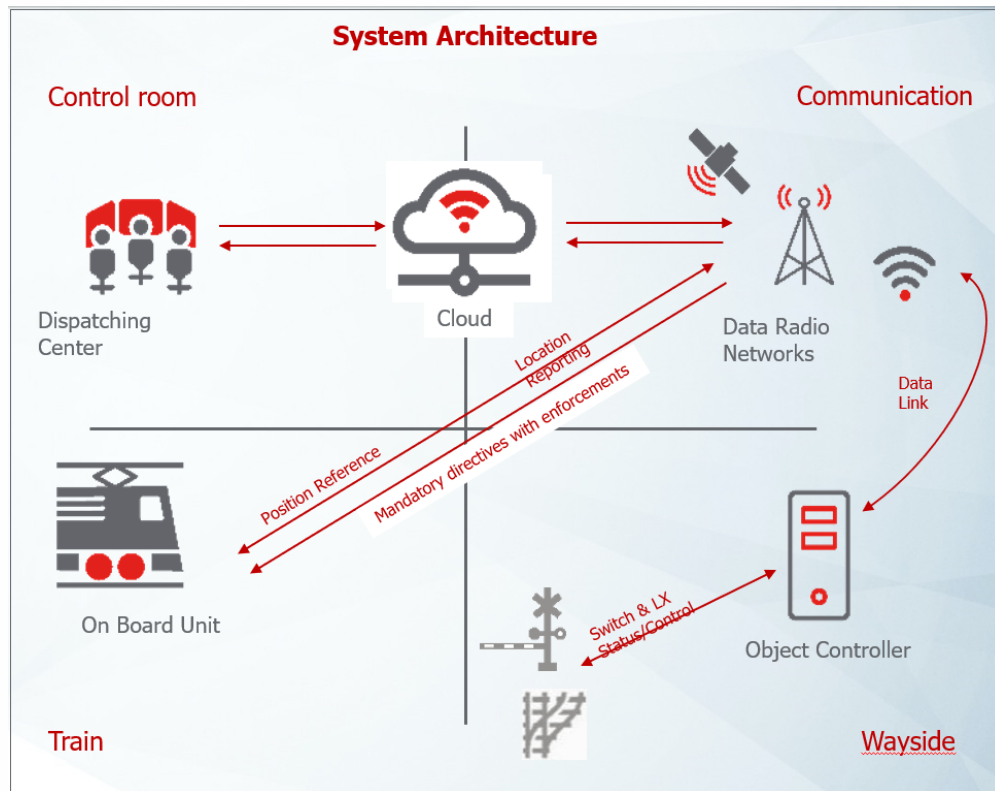 System Architecture
Control room
Communication
Dispatching
Center
Cloud
Data Radio
Networks
Location
Reporting
Data
Link
Position Reference
Mandatory directives with enforcements
On Board Unit
Switch & LX
Status/Control
Object Controller
Train
Wayside